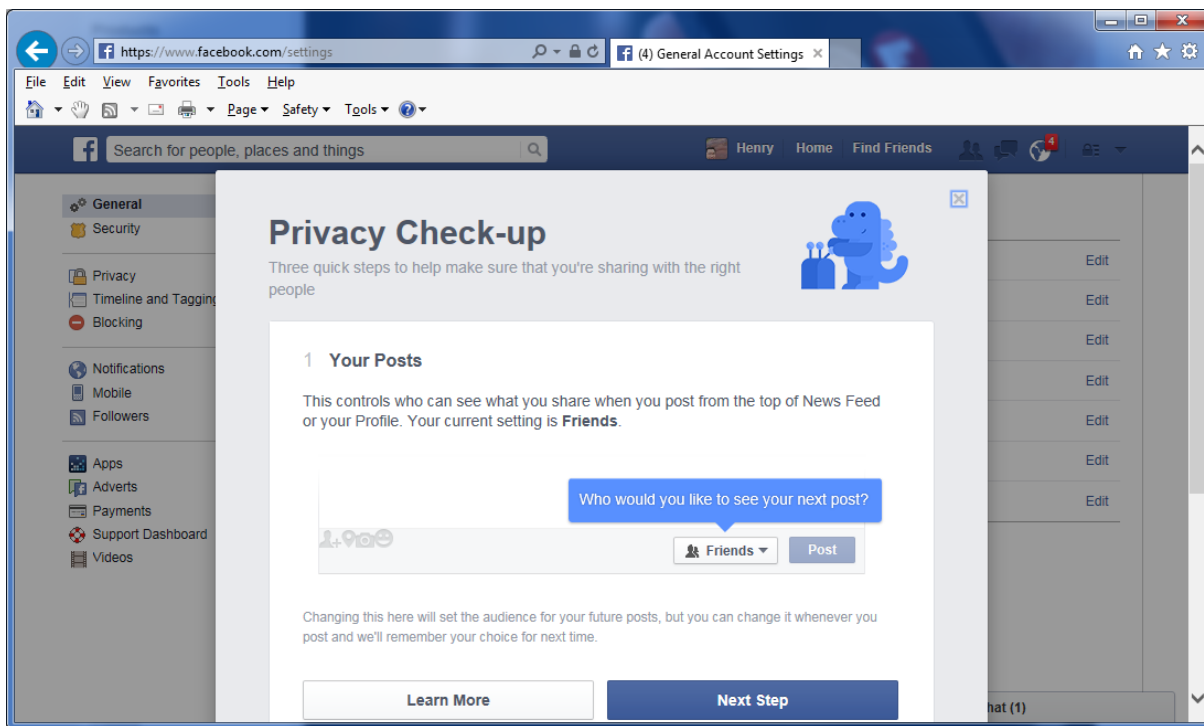 https://www.facebook.com/settings
(4) General Account Settings
File Edit View Favorites Tools Help
Page Safety Tools
Search for people, places and things
Henry Home Find Friends 4
General
Security
Privacy
Timeline and Tagging
Blocking
Notifications
Mobile
Followers
Apps
Adverts
Payments
Support Dashboard
Videos
Privacy Check-up
Three quick steps to help make sure that you're sharing with the right
people
1 Your Posts
This controls who can see what you share when you post from the top of News Feed
or your Profile. Your current setting is Friends.
Who would you like to see your next post?
Friends Post
Changing this here will set the audience for your future posts, but you can change it whenever you
post and we'll remember your choice for next time.
Learn More Next Step
Edit
Edit
Edit
Edit
Edit
Edit
Edit
hat (1)